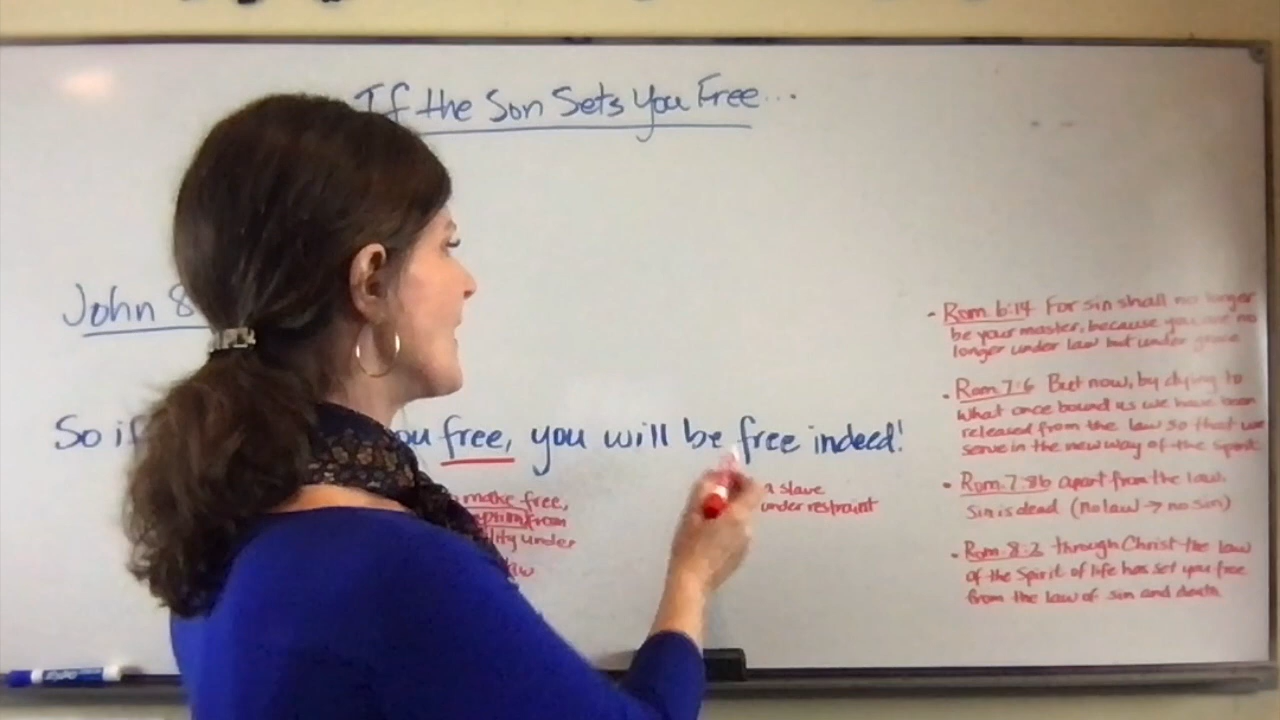 If the Son Sets You Free...
John 8
So if you free, you will be free indeed!
make free,
from
under
a slave
under restraint
- Rom. 6:14 For sin shall no longer
be your master, because you are no
longer under law but under grace
• Rom. 7:6 But now, by dying to
what once bound us we have been
released from the law so that we
serve in the new way of the Spirit
• Rom. 7:8b apart from the law
Sin is dead (no law → no son)
• Rom. 8:2 through Christ the law
of the Spirit of life has set you free
from the law of sin and death
EXPO